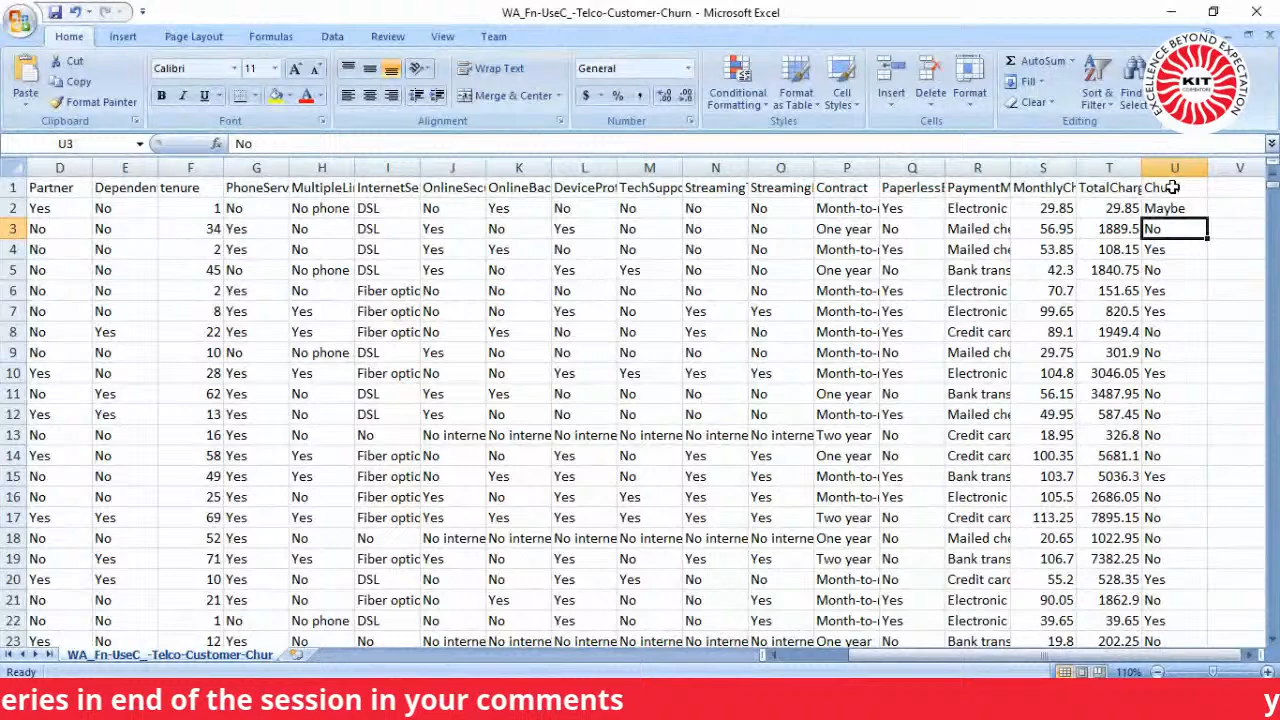 WA_Fn-UseC_-Telco-Customer-Churn - Microsoft Excel
Home Insert Page Layout Formulas Data Review View Team
Paste Cut Copy Format Painter Clipboard
Calibri 11 B I U Font
Wrap Text Merge & Center Alignment
General $ % , Number
Conditional Formatting Format as Table Cell Styles Styles
Insert Delete Format Cells
AutoSum Fill Clear Sort & Filter Find Select Editing
EXCELLENCE BEYOND EXPECTATION
KIT
COIMBATORE
U3 No
D E F G H I J K L M N O P Q R S T U V
1 Partner Dependen tenure PhoneServ MultipleLi InternetSe OnlineSec OnlineBac DeviceProt TechSuppo Streaming Streaming Contract Paperless PaymentM MonthlyCh TotalCharg
2 Yes No 1 No No phone DSL No Yes No No No No Month-to- Yes Electronic 29.85 29.85 Maybe
3 No No 34 Yes No DSL Yes No Yes No No No One year No Mailed che 56.95 1889.5 No
4 No No 2 Yes No DSL Yes Yes No No No No Month-to- Yes Mailed che 53.85 108.15 Yes
5 No No 45 No No phone DSL Yes No Yes Yes No No One year No Bank trans 42.3 1840.75 No
6 No No 2 Yes No Fiber optic No No No No No No Month-to- Yes Electronic 70.7 151.65 Yes
7 No No 8 Yes Yes Fiber optic No No Yes No Yes Yes Month-to- Yes Electronic 99.65 820.5 Yes
8 No Yes 22 Yes Yes Fiber optic No Yes No No Yes No Month-to- Yes Credit card 89.1 1949.4 No
9 No No 10 No No phone DSL Yes No No No No No Month-to- No Mailed che 29.75 301.9 No
10 Yes No 28 Yes Yes Fiber optic No No Yes Yes Yes Yes Month-to- Yes Electronic 104.8 3046.05 Yes
11 No Yes 62 Yes No DSL Yes Yes No No No No One year No Bank trans 56.15 3487.95 No
12 Yes Yes 13 Yes No DSL Yes No No No No No Month-to- Yes Mailed che 49.95 587.45 No
13 No No 16 Yes No No No interne No interne No interne No interne No interne No interne Two year No Credit card 18.95 326.8 No
14 Yes No 58 Yes Yes Fiber optic No No Yes No Yes Yes One year No Credit card 100.35 5681.1 No
15 No No 49 Yes Yes Fiber optic No Yes Yes No Yes Yes Month-to- Yes Bank trans 103.7 5036.3 Yes
16 No No 25 Yes No Fiber optic Yes No Yes Yes Yes Yes Month-to- Yes Electronic 105.5 2686.05 No
17 Yes Yes 69 Yes Yes Fiber optic Yes Yes Yes Yes Yes Yes Two year No Credit card 113.25 7895.15 No
18 No No 52 Yes No No No interne No interne No interne No interne No interne No interne One year No Mailed che 20.65 1022.95 No
19 No Yes 71 Yes Yes Fiber optic Yes No Yes No Yes Yes Two year No Bank trans 106.7 7382.25 No
20 Yes Yes 10 Yes No DSL No No Yes Yes No No Month-to- No Credit card 55.2 528.35 Yes
21 No No 21 Yes No Fiber optic No Yes Yes No No Yes Month-to- Yes Electronic 90.05 1862.9 No
22 No No 1 No No phone DSL No No No No No Yes Month-to- Yes Electronic 39.65 39.65 Yes
23 Yes No 12 Yes No No No interne No interne No interne No interne No interne No interne One year No Bank trans 19.8 202.25 No
WA_Fn-UseC_-Telco-Customer-Chur
Ready 110%
eries in end of the session in your comments y